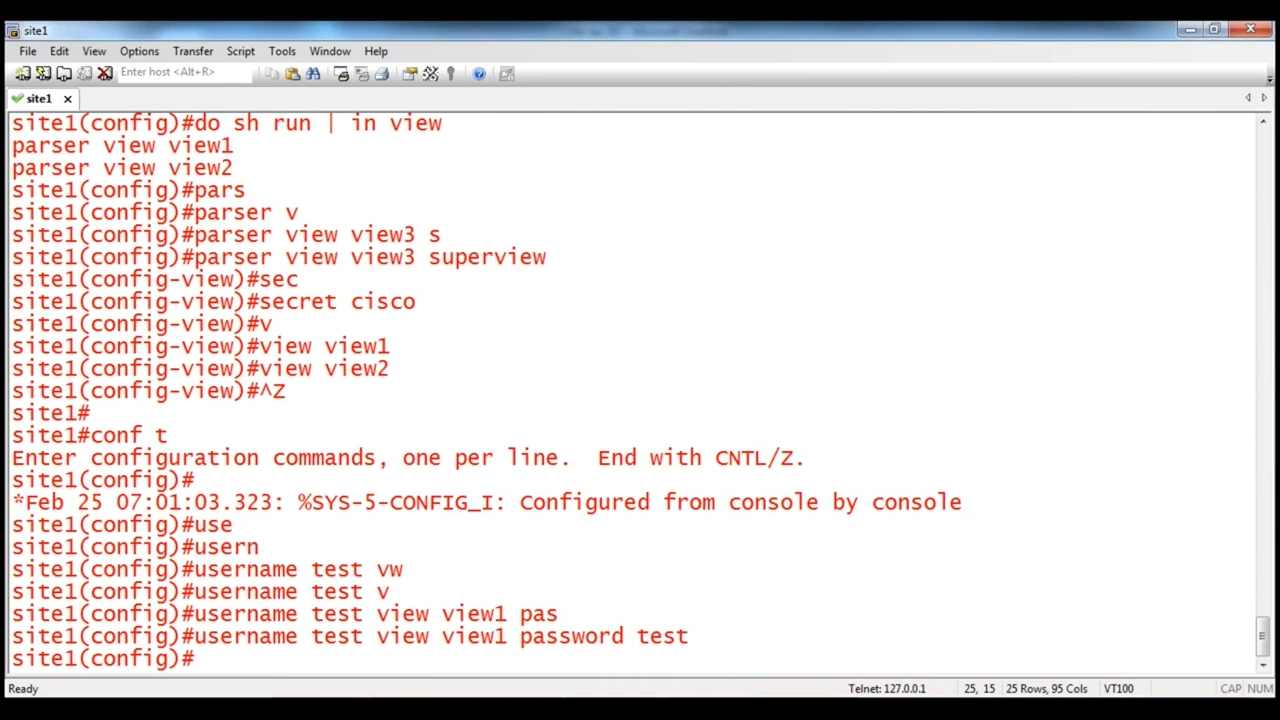 site1
File Edit View Options Transfer Script Tools Window Help
Enter host <Alt+R>
site1
site1(config)#do sh run | in view
parser view view1
parser view view2
site1(config)#pars
site1(config)#parser v
site1(config)#parser view view3 s
site1(config)#parser view view3 superview
site1(config-view)#sec
site1(config-view)#secret cisco
site1(config-view)#v
site1(config-view)#view view1
site1(config-view)#view view2
site1(config-view)#^Z
site1#
site1#conf t
Enter configuration commands, one per line.  End with CNTL/Z.
site1(config)#
*Feb 25 07:01:03.323: %SYS-5-CONFIG_I: Configured from console by console
site1(config)#use
site1(config)#usern
site1(config)#username test vw
site1(config)#username test v
site1(config)#username test view view1 pas
site1(config)#username test view view1 password test
site1(config)#
Ready Telnet: 127.0.0.1 25, 15 25 Rows, 95 Cols VT100 CAP NUM